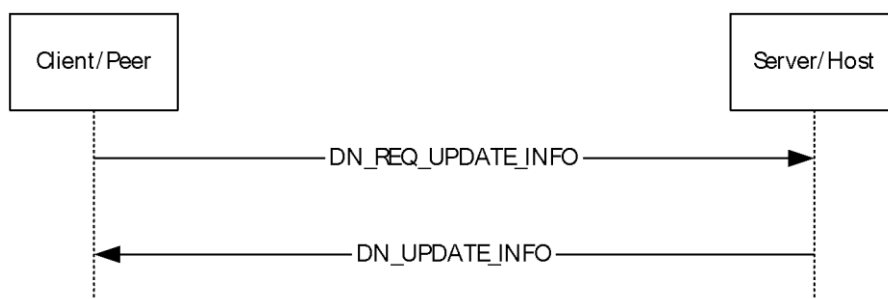 Client/Peer
Server/Host
DN_REQ_UPDATE_INFO
DN_UPDATE_INFO